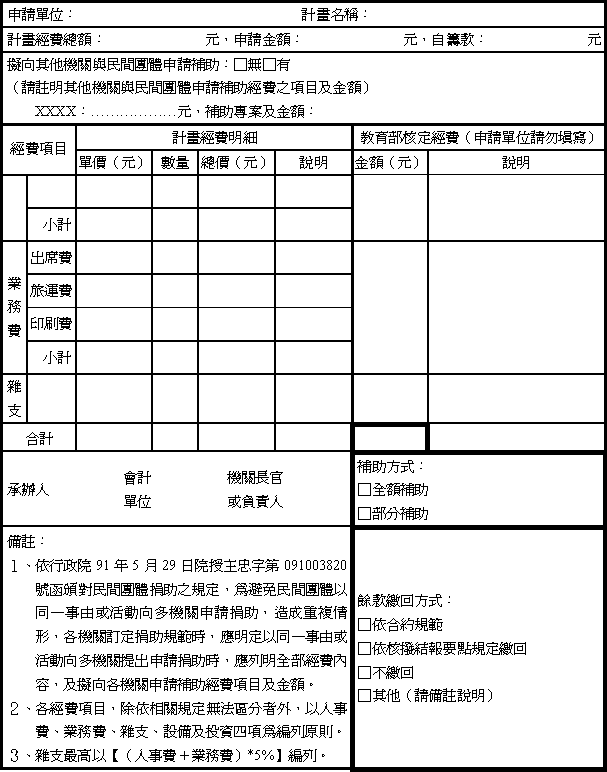 申請單位： 計畫名稱：
計畫經費總額： 元，申請金額： 元，自籌款： 元
擬向其他機關與民間團體申請補助：□無□有
（請註明其他機關與民間團體申請補助經費之項目及金額）
XXXX：………………元，補助專案及金額：
經費項目 計畫經費明細 教育部核定經費（申請單位請勿填寫）
單價（元） 數量 總價（元） 說明 金額（元） 說明
小計
業務費
出席費
旅運費
印刷費
小計
雜支
合計
承辦人 會計單位 機關長官或負責人
補助方式：
□全額補助
□部分補助
備註：
1、依行政院 91 年 5 月 29 日院授主忠字第 091003820
號函頒對民間團體捐助之規定，為避免民間團體以
同一事由或活動向多機關申請捐助，造成重複情
形，各機關訂定捐助規範時，應明定以同一事由或
活動向多機關提出申請捐助時，應列明全部經費內
容，及擬向各機關申請補助經費項目及金額。
2、各經費項目，除依相關規定無法區分者外，以人事
費、業務費、雜支、設備及投資四項為編列原則。
3、雜支最高以【（人事費＋業務費）*5%】編列。
餘款繳回方式：
□依合約規範
□依核撥結報要點規定繳回
□不繳回
□其他（請備註說明）